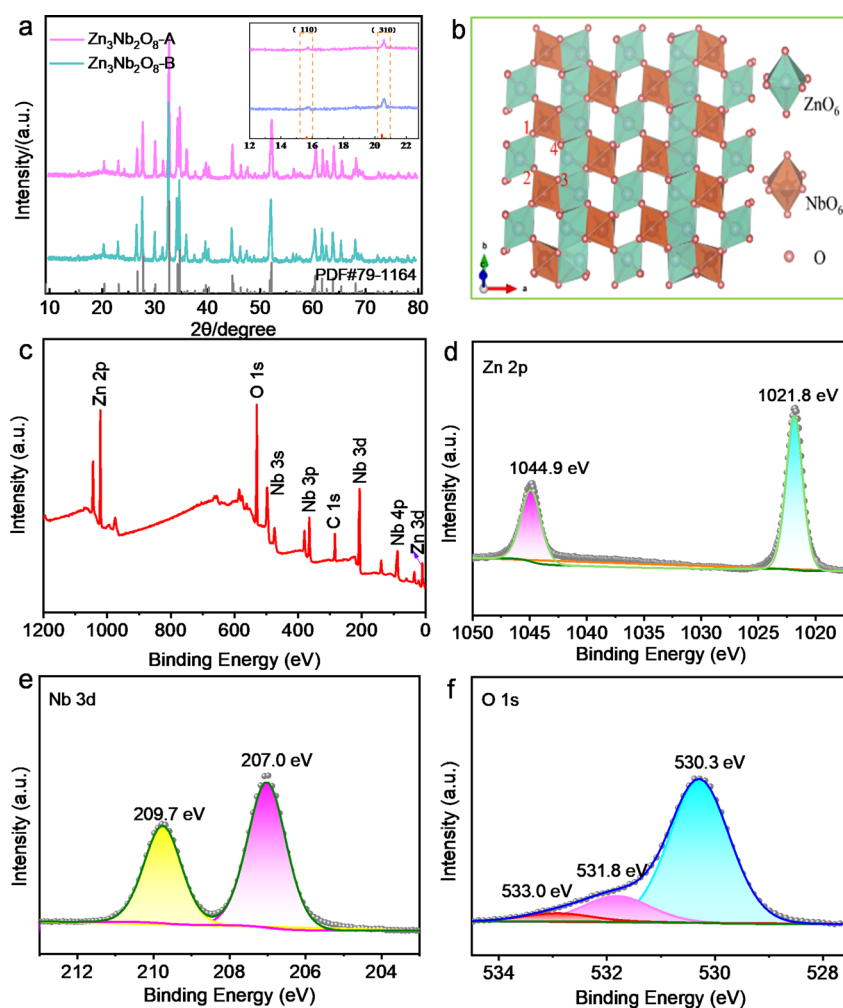 a
Zn₃Nb₂O₈-A
Zn₃Nb₂O₈-B
( 110)
( 310)
12 14 16 18 20 22
Intensity/(a.u.)
PDF#79-1164
10 20 30 40 50 60 70 80
2θ/degree
b
1
4
2
3
ZnO₆
NbO₆
O
b
a
c
Zn 2p
O 1s
Nb 3s
Nb 3p
C 1s
Nb 3d
Nb 4p
Zn 3d
Intensity (a.u.)
1200 1000 800 600 400 200 0
Binding Energy (eV)
d
Zn 2p
1021.8 eV
1044.9 eV
Intensity (a.u.)
1050 1045 1040 1035 1030 1025 1020
Binding Energy (eV)
e
Nb 3d
207.0 eV
209.7 eV
Intensity (a.u.)
212 210 208 206 204
Binding Energy (eV)
f
O 1s
530.3 eV
531.8 eV
533.0 eV
Intensity (a.u.)
534 532 530 528
Binding Energy (eV)